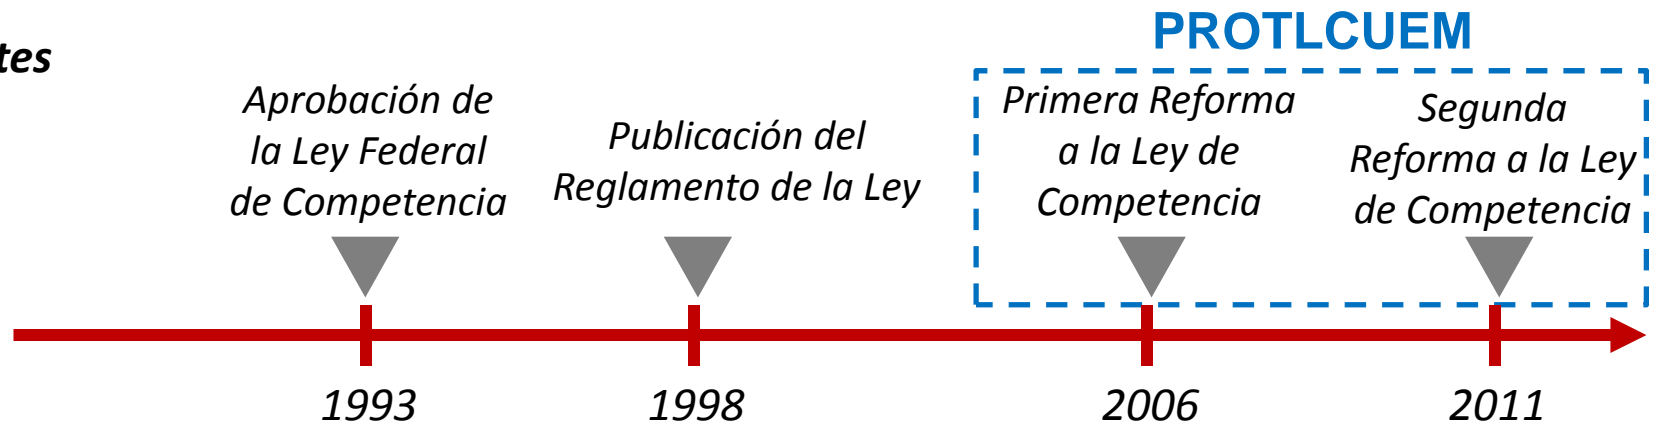 PROTLCUEM
Aprobación de
la Ley Federal
de Competencia
Publicación del
Reglamento de la Ley
Primera Reforma
a la Ley de
Competencia
Segunda
Reforma a la Ley
de Competencia
1993
1998
2006
2011